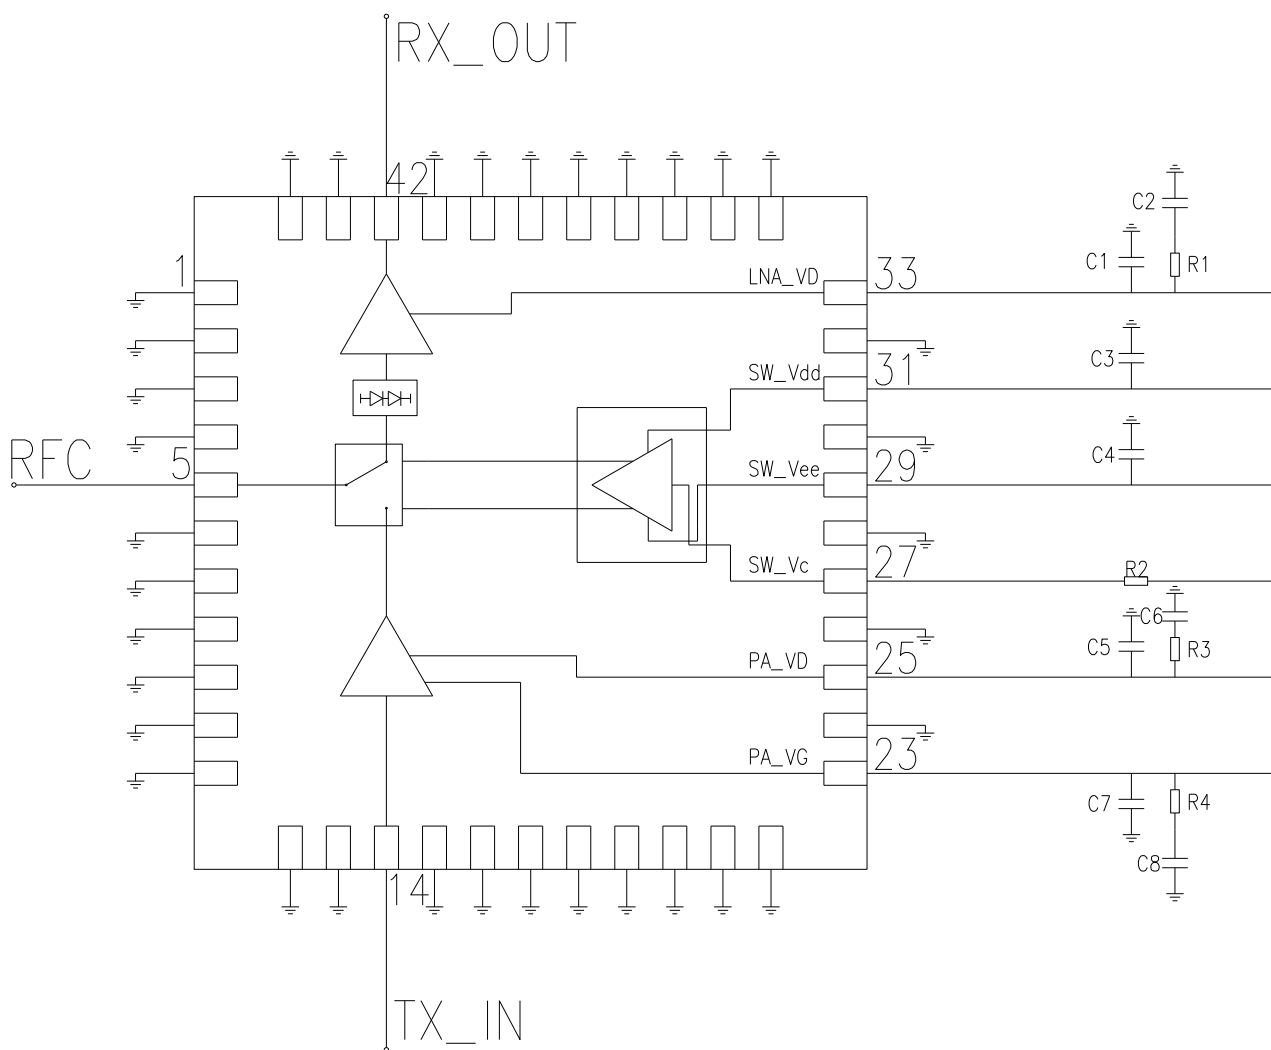 RX_OUT
42
C2
1
LNA_VD
33
C1
R1
SW_Vdd
31
C3
RFC
5
SW_Vee
29
C4
SW_Vc
27
R2
C6
PA_VD
25
C5
R3
PA_VG
23
C7
R4
C8
14
TX_IN